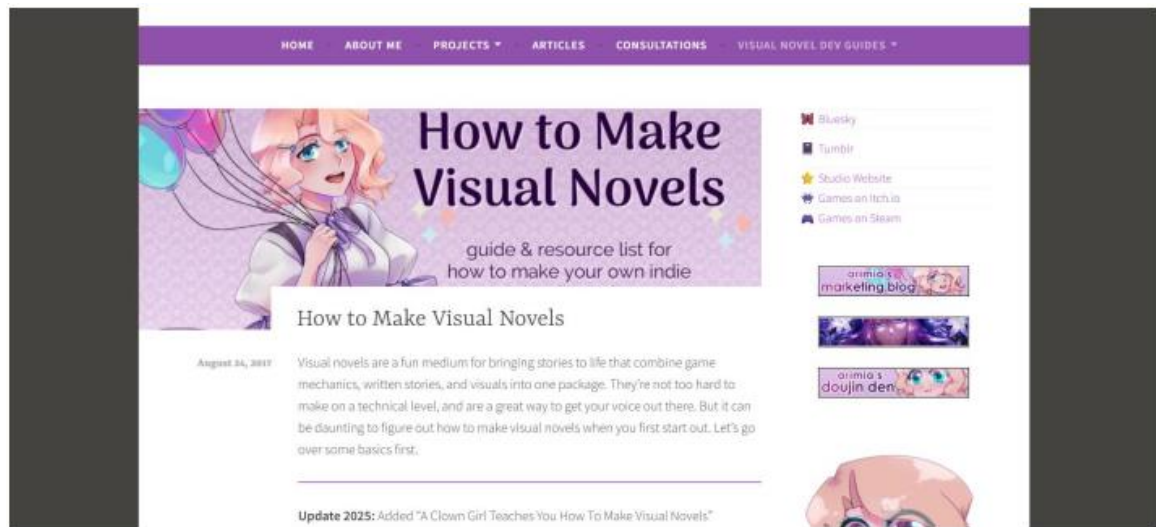 HOME ABOUT ME PROJECTS ARTICLES CONSULTATIONS VISUAL NOVEL DEV GUIDES
How to Make
Visual Novels
guide & resource list for
how to make your own indie
How to Make Visual Novels
August 24, 2017
Visual novels are a fun medium for bringing stories to life that combine game
mechanics, written stories, and visuals into one package. They're not too hard to
make on a technical level, and are a great way to get your voice out there. But it can
be daunting to figure out how to make visual novels when you first start out. Let's go
over some basics first.
Update 2025: Added "A Clown Girl Teaches You How To Make Visual Novels"
Bluesky
Tumblr
Studio Website
Games on Itch.io
Games on Steam
arimia's
marketing blog
arimia's
doujin den